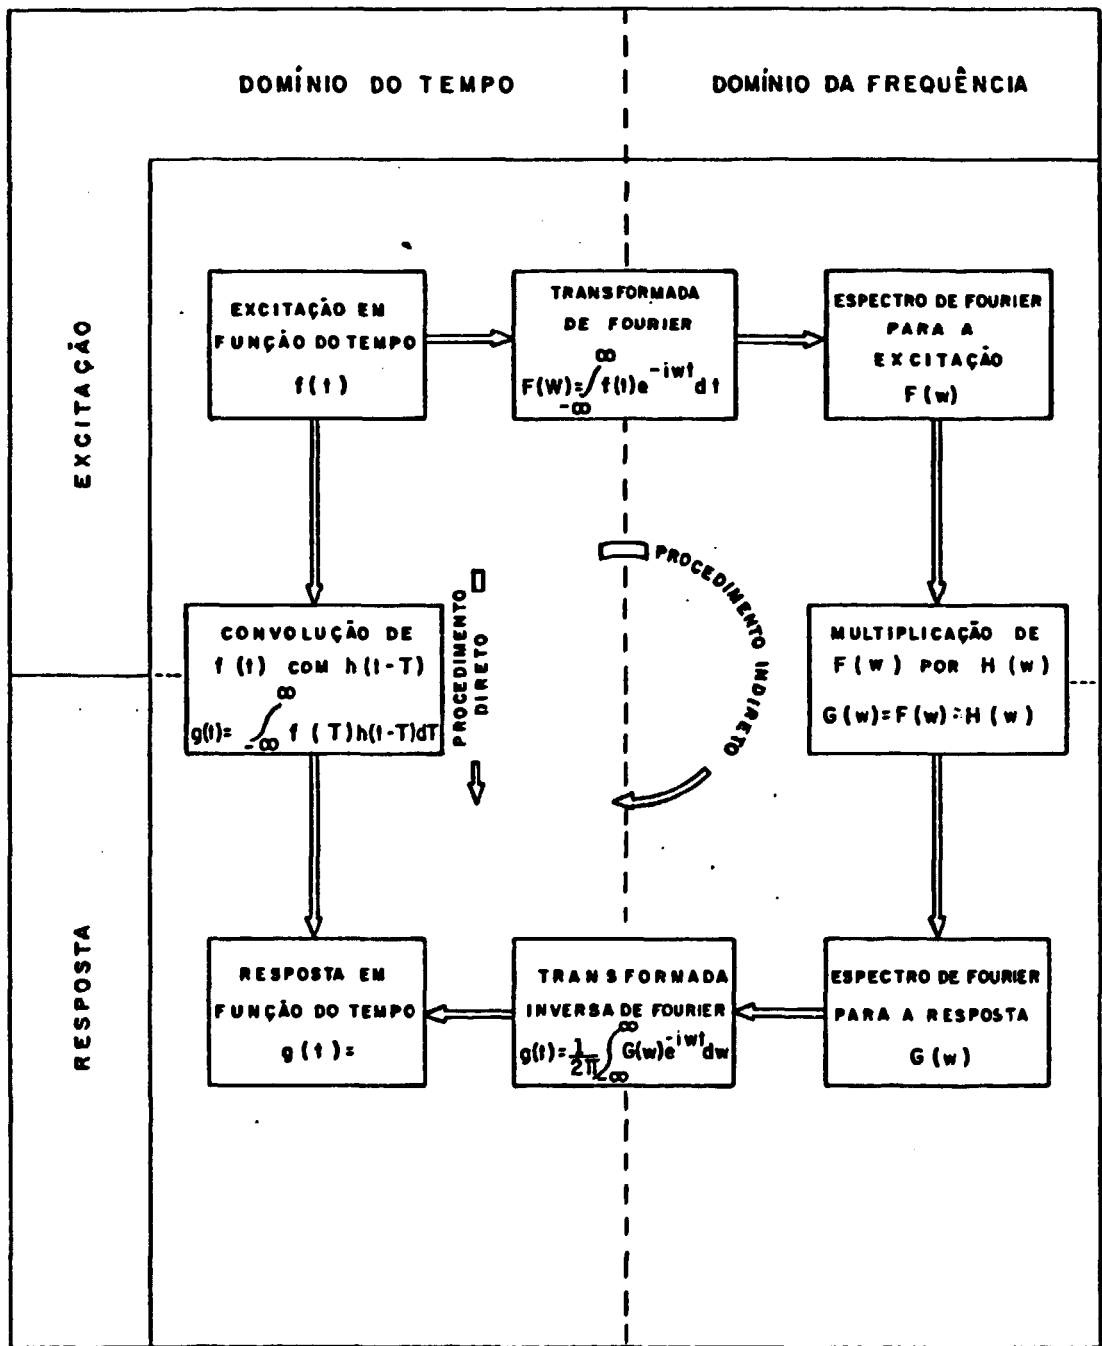 DOMÍNIO DO TEMPO
DOMÍNIO DA FREQUÊNCIA
EXCITAÇÃO
EXCITAÇÃO EM
FUNÇÃO DO TEMPO
f(t)
TRANSFORMADA
DE FOURIER
F(W)=∫ f(t)e^-iwt dt
∞
-∞
ESPECTRO DE FOURIER
PARA A
EXCITAÇÃO
F(w)
CONVOLUÇÃO DE
f (t) COM h(t-T)
g(t)= ∫ f (T)h(t-T)dT
∞
-∞
PROCEDIMENTO
DIRETO
PROCEDIMENTO INDIRETO
MULTIPLICAÇÃO DE
F(w) POR H(w)
G(w)=F(w)÷H(w)
RESPOSTA
RESPOSTA EM
FUNÇÃO DO TEMPO
g(t)=
TRANSFORMADA
INVERSA DE FOURIER
g(t)=1/2π ∫ G(w)e^-iwt dw
∞
-∞
ESPECTRO DE FOURIER
PARA A RESPOSTA
G(w)